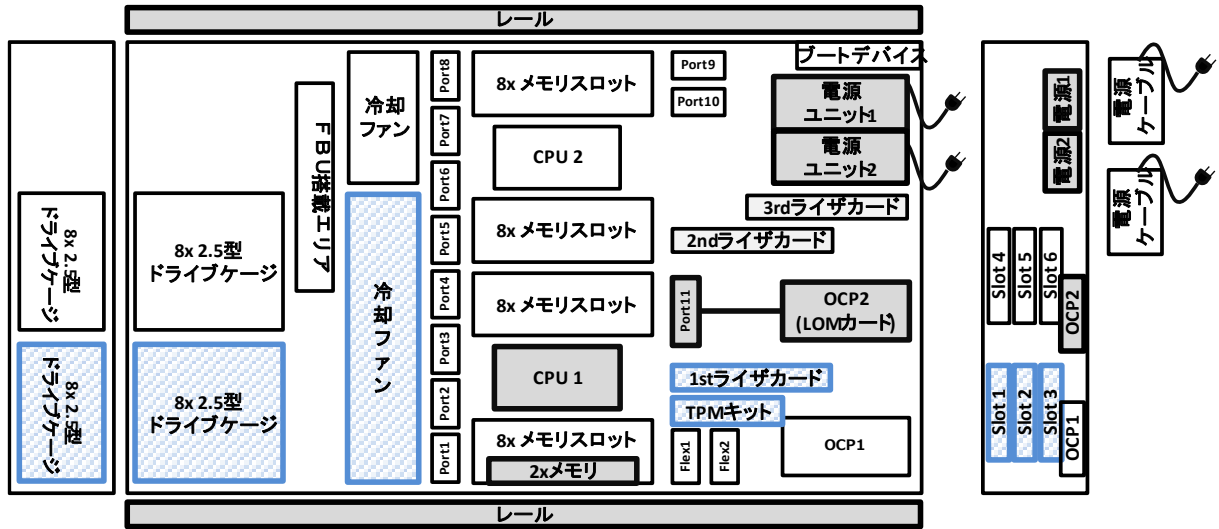 レール
8x 2.5型
ドライブケージ
8x 2.5型
ドライブケージ
8x 2.5型
ドライブケージ
8x 2.5型
ドライブケージ
FBU搭載エリア
冷却
ファン
冷却ファン
Port8
Port7
Port6
Port5
Port4
Port3
Port2
Port1
8x メモリスロット
CPU 2
8x メモリスロット
8x メモリスロット
CPU 1
8x メモリスロット
2xメモリ
Port9
Port10
ブートデバイス
電源
ユニット1
電源
ユニット2
3rdライザカード
2ndライザカード
Port11
OCP2
(LOMカード)
1stライザカード
TPMキット
Flex1
Flex2
OCP1
レール
電源1
電源2
Slot 4
Slot 5
Slot 6
OCP2
Slot 1
Slot 2
Slot 3
OCP1
電源
ケーブル
電源
ケーブル